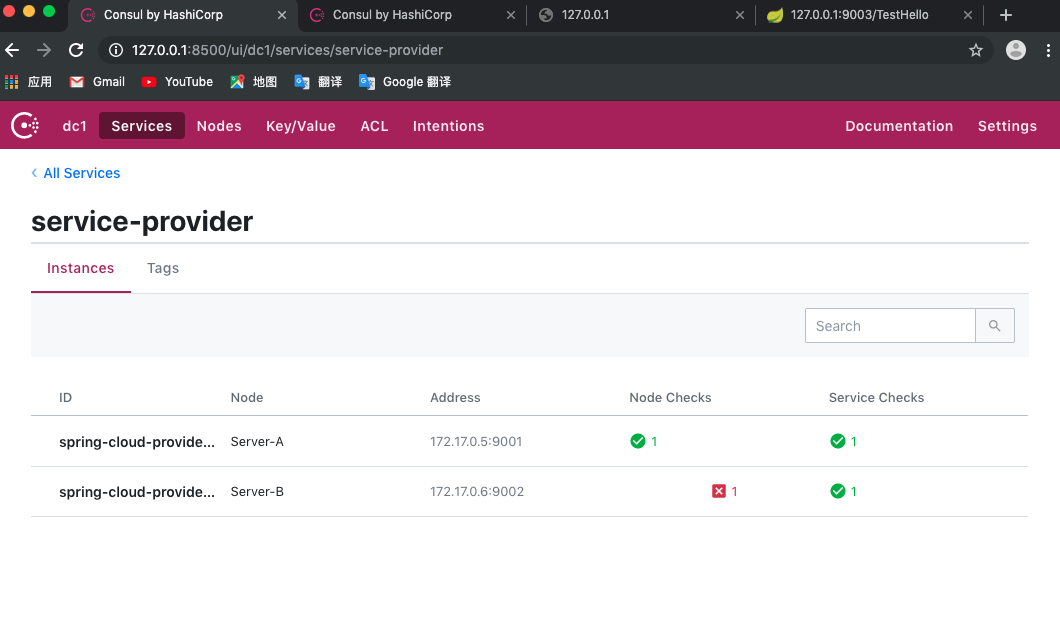 Consul by HashiCorp
Consul by HashiCorp
127.0.0.1
127.0.0.1:9003/TestHello
127.0.0.1:8500/ui/dc1/services/service-provider
应用 Gmail YouTube 地图 翻译 Google 翻译
dc1 Services Nodes Key/Value ACL Intentions Documentation Settings
All Services
service-provider
Instances Tags
Search
ID Node Address Node Checks Service Checks
spring-cloud-provide... Server-A 172.17.0.5:9001 1 1
spring-cloud-provide... Server-B 172.17.0.6:9002 1 1